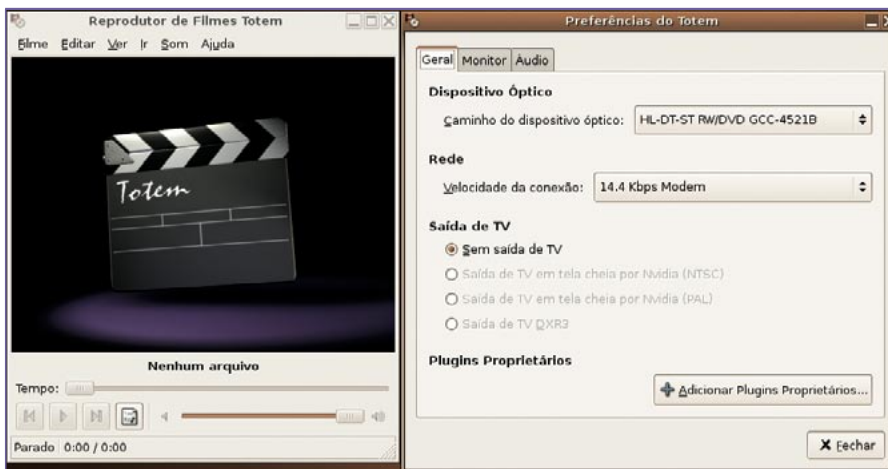 Reprodutor de Filmes Totem
Filme Editar Ver Ir Som Ajuda
Totem
Nenhum arquivo
Tempo:
Parado 0:00 / 0:00
Preferências do Totem
Geral Monitor Áudio
Dispositivo Óptico
Caminho do dispositivo óptico: HL-DT-ST RW/DVD GCC-4521B
Rede
Velocidade da conexão: 14.4 Kbps Modem
Saída de TV
Sem saída de TV
Saída de TV em tela cheia por Nvidia (NTSC)
Saída de TV em tela cheia por Nvidia (PAL)
Saída de TV DXR3
Plugins Proprietários
Adicionar Plugins Proprietários...
Fechar